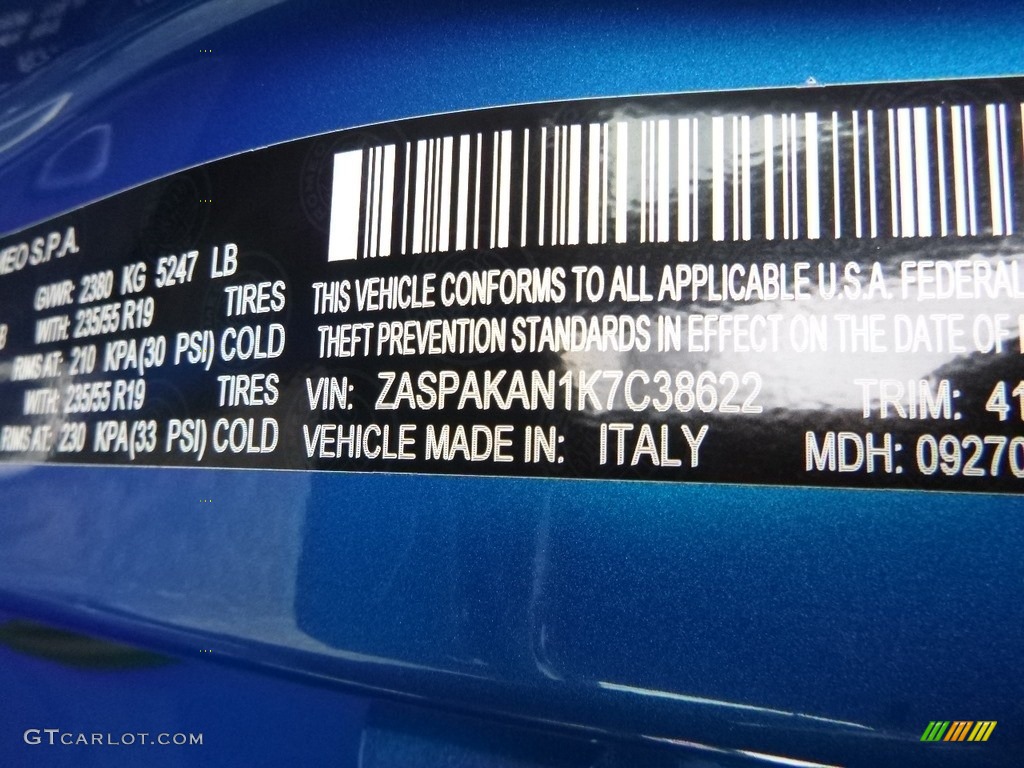 MEO S.P.A.
GVWR: 2380 KG 5247 LB
B WITH: 235/55 R19 TIRES
RIMS AT: 210 KPA(30 PSI) COLD
WITH: 235/55 R19 TIRES
RIMS AT: 230 KPA(33 PSI) COLD
THIS VEHICLE CONFORMS TO ALL APPLICABLE U.S.A. FEDERAL
THEFT PREVENTION STANDARDS IN EFFECT ON THE DATE OF
VIN: ZASPAKAN1K7C38622 TRIM: 41
VEHICLE MADE IN: ITALY MDH: 09270
GTCARLOT.COM